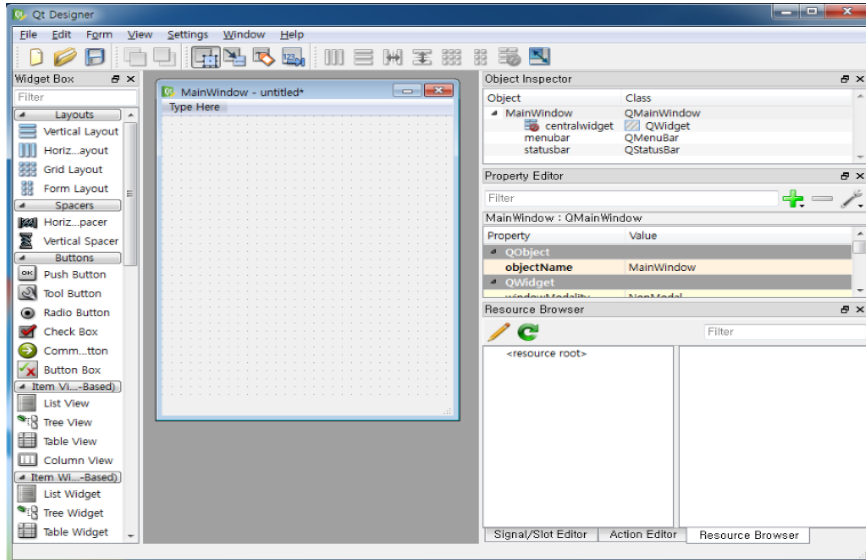 Qt Designer
File Edit Form View Settings Window Help
Widget Box
Filter
Layouts
Vertical Layout
Horiz...ayout
Grid Layout
Form Layout
Spacers
Horiz...pacer
Vertical Spacer
Buttons
OK Push Button
Tool Button
Radio Button
Check Box
Comm...tton
Button Box
Item Vi...-Based)
List View
Tree View
Table View
Column View
Item Wi...-Based)
List Widget
Tree Widget
Table Widget
MainWindow - untitled*
Type Here
Object Inspector
Object Class
MainWindow QMainWindow
centralwidget QWidget
menubar QMenuBar
statusbar QStatusBar
Property Editor
Filter
MainWindow : QMainWindow
Property Value
QObject
objectName MainWindow
QWidget
windowModality NonModal
Resource Browser
Filter
<resource root>
Signal/Slot Editor Action Editor Resource Browser